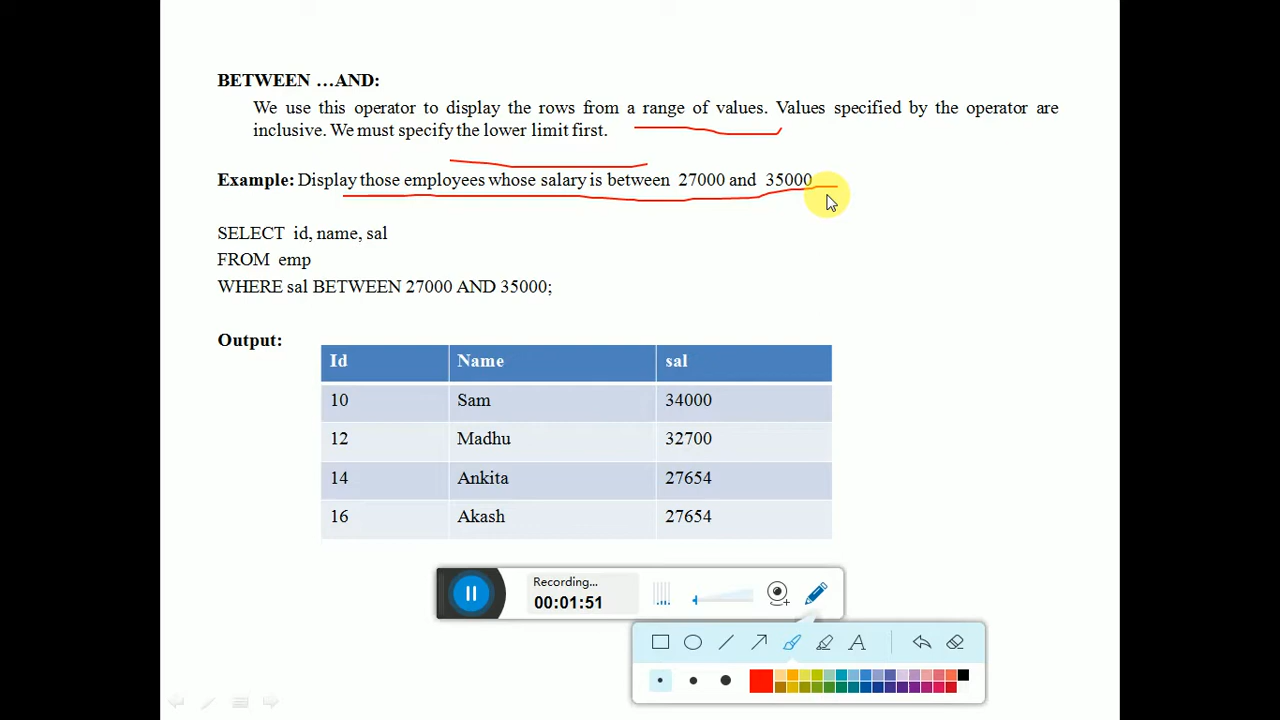 BETWEEN …AND:
We use this operator to display the rows from a range of values. Values specified by the operator are
inclusive. We must specify the lower limit first.
Example: Display those employees whose salary is between 27000 and 35000
SELECT id, name, sal
FROM emp
WHERE sal BETWEEN 27000 AND 35000;
Output:
Id Name sal
10 Sam 34000
12 Madhu 32700
14 Ankita 27654
16 Akash 27654
Recording...
00:01:51
A